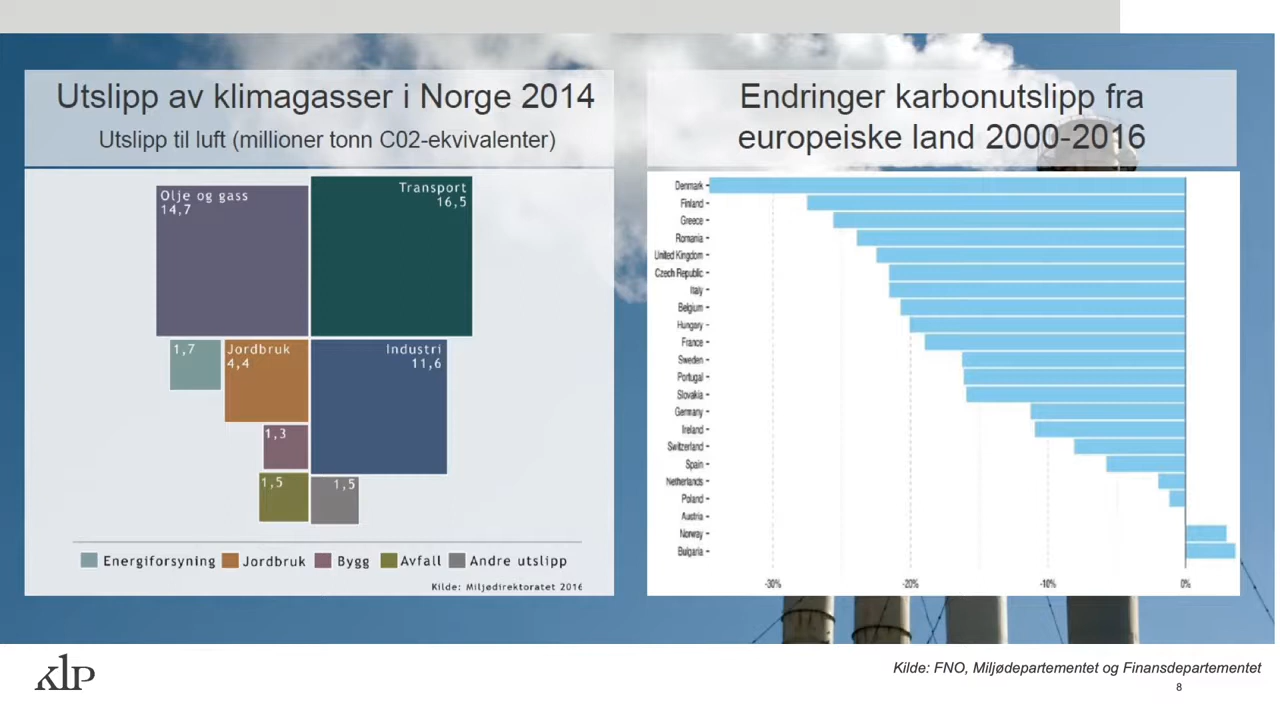 Utslipp av klimagasser i Norge 2014
Utslipp til luft (millioner tonn C02-ekvivalenter)
Olje og gass
14,7
Transport
16,5
1,7
Jordbruk
4,4
Industri
11,6
1,3
1,5
1,5
Energiforsyning Jordbruk Bygg Avfall Andre utslipp
Kilde: Miljødirektoratet 2016
Endringer karbonutslipp fra
europeiske land 2000-2016
Denmark
Finland
Greece
Romania
United Kingdom
Czech Republic
Italy
Belgium
Hungary
France
Sweden
Portugal
Slovakia
Germany
Ireland
Switzerland
Spain
Netherlands
Poland
Austria
Norway
Bulgaria
-30% -20% -10% 0%
klp
Kilde: FNO, Miljødepartementet og Finansdepartementet
8